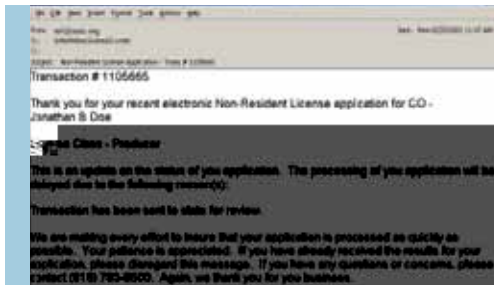 Transaction # 1105665
Thank you for your recent electronic Non-Resident License application for CO -
Jonathan B Doe
Class - Producer
This is an update on the status of you application. The processing of you application will be
delayed due to the following reason(s):
Transaction has been sent to state for review
We are making every effort to insure that your application is processed as quickly as
possible. Your patience is appreciated. If you have already received the results for your
application, please disregard this message. If you have any questions or concerns, please
contact (816) 783-8500. Again, we thank you for you business.